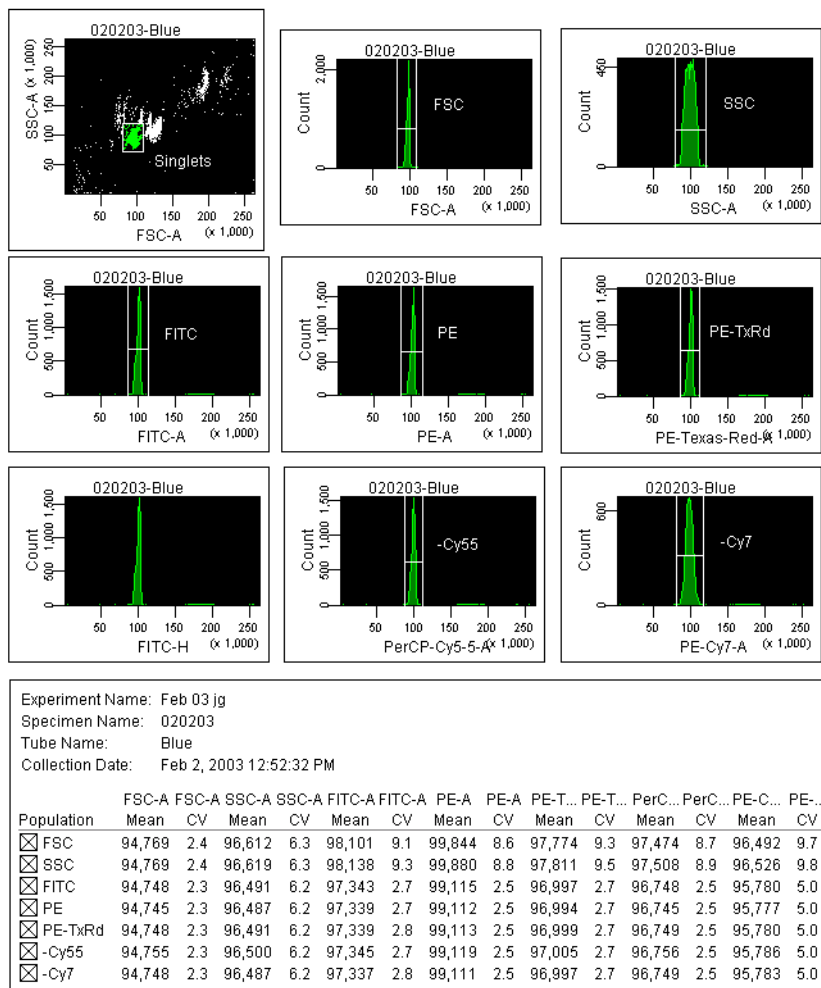 020203-Blue
SSC-A (x 1,000)
250
200
150
100
50
Singlets
50 100 150 200 250
FSC-A (x 1,000)
020203-Blue
Count
2,000
0
FSC
50 100 150 200 250
FSC-A (x 1,000)
020203-Blue
Count
450
0
SSC
50 100 150 200 250
SSC-A (x 1,000)
020203-Blue
Count
1,500
1,000
500
0
FITC
50 100 150 200 250
FITC-A (x 1,000)
020203-Blue
Count
1,500
1,000
500
0
PE
50 100 150 200 250
PE-A (x 1,000)
020203-Blue
Count
1,500
1,000
500
0
PE-TxRd
50 100 150 200 250
PE-Texas-Red-A (x 1,000)
020203-Blue
Count
1,500
1,000
500
0
50 100 150 200 250
FITC-H (x 1,000)
020203-Blue
Count
1,500
1,000
500
0
-Cy55
50 100 150 200 250
PerCP-Cy5-5-A (x 1,000)
020203-Blue
Count
600
0
-Cy7
50 100 150 200 250
PE-Cy7-A (x 1,000)
Experiment Name: Feb 03 jg
Specimen Name: 020203
Tube Name: Blue
Collection Date: Feb 2, 2003 12:52:32 PM
FSC-A FSC-A SSC-A SSC-A FITC-A FITC-A PE-A PE-A PE-T... PE-T... PerC... PerC... PE-C... PE-..
Population Mean CV Mean CV Mean CV Mean CV Mean CV Mean CV Mean CV
FSC 94,769 2.4 96,612 6.3 98,101 9.1 99,844 8.6 97,774 9.3 97,474 8.7 96,492 9.7
SSC 94,769 2.4 96,619 6.3 98,138 9.3 99,880 8.8 97,811 9.5 97,508 8.9 96,526 9.8
FITC 94,748 2.3 96,491 6.2 97,343 2.7 99,115 2.5 96,997 2.7 96,748 2.5 95,780 5.0
PE 94,745 2.3 96,487 6.2 97,339 2.7 99,112 2.5 96,994 2.7 96,745 2.5 95,777 5.0
PE-TxRd 94,748 2.3 96,491 6.2 97,339 2.8 99,113 2.5 96,999 2.7 96,749 2.5 95,780 5.0
-Cy55 94,755 2.3 96,500 6.2 97,345 2.7 99,119 2.5 97,005 2.7 96,756 2.5 95,786 5.0
-Cy7 94,748 2.3 96,487 6.2 97,337 2.8 99,111 2.5 96,997 2.7 96,749 2.5 95,783 5.0